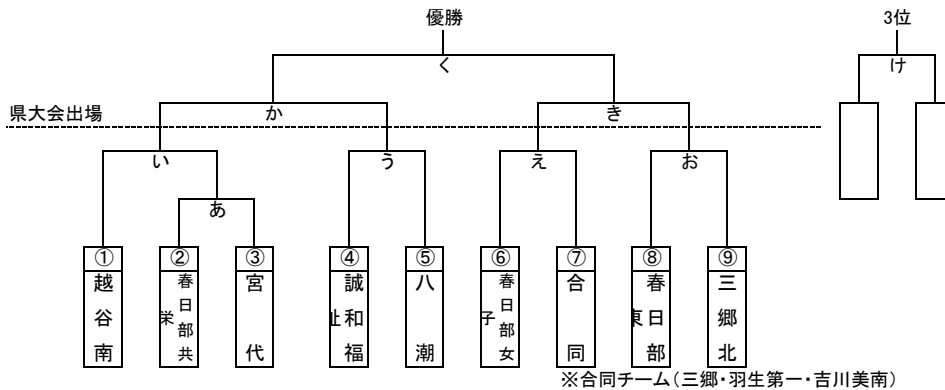 優勝
3位
く
け
県大会出場
か
き
い
う
え
お
あ
①
②
③
④
⑤
⑥
⑦
⑧
⑨
越谷南
春日部共栄
宮代
誠和福祉
八潮
春日部女子
合同
春日部東
三郷北
※合同チーム(三郷・羽生第一・吉川美南)